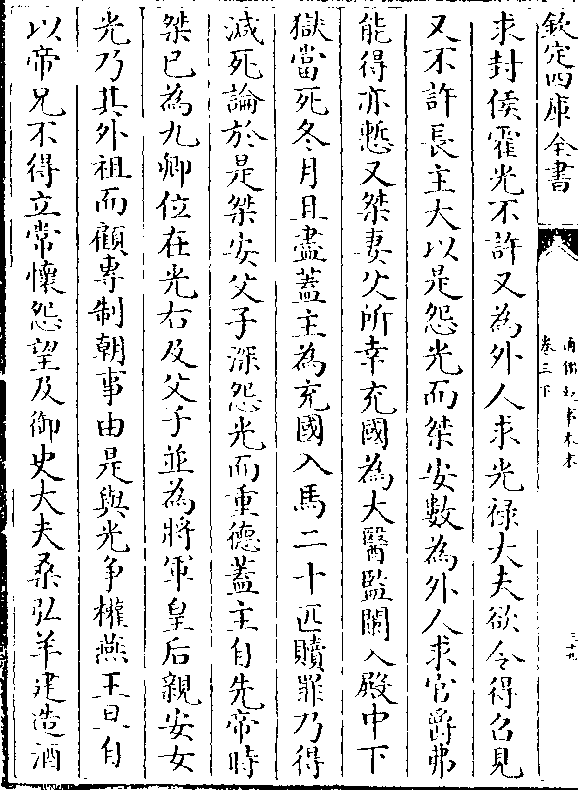 欽定四庫全書
卷三下
求封侯霍光不許又為外人求光祿大夫欲令得召見
又不許長主大以是怨光而桀安數為外人求官爵弗
能得亦慙又桀妻父所幸充國為大醫監闌入殿中下
獄當死冬月且盡蓋主為充國入馬二十匹贖罪乃得
減死論於是桀安父子深怨光而重德蓋主自先帝時
桀已為九卿位在光右及父子並為將軍皇后親安女
光乃其外祖而顧專制朝事由是與光爭權燕王旦自
以帝兄不得立常懷怨望及御史大夫桑弘羊建造酒